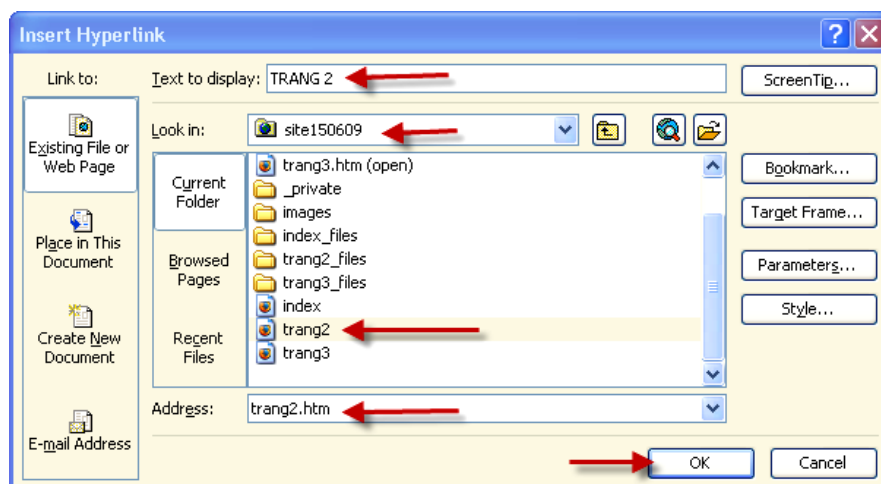 Insert Hyperlink
Link to:
Text to display: TRANG 2
ScreenTip...
Existing File or
Web Page
Look in: site150609
Current
Folder
trang3.htm (open)
_private
images
index_files
trang2_files
trang3_files
index
trang2
trang3
Bookmark...
Target Frame...
Place in This
Document
Browsed
Pages
Parameters...
Style...
Create New
Document
Recent
Files
Address: trang2.htm
E-mail Address
OK
Cancel